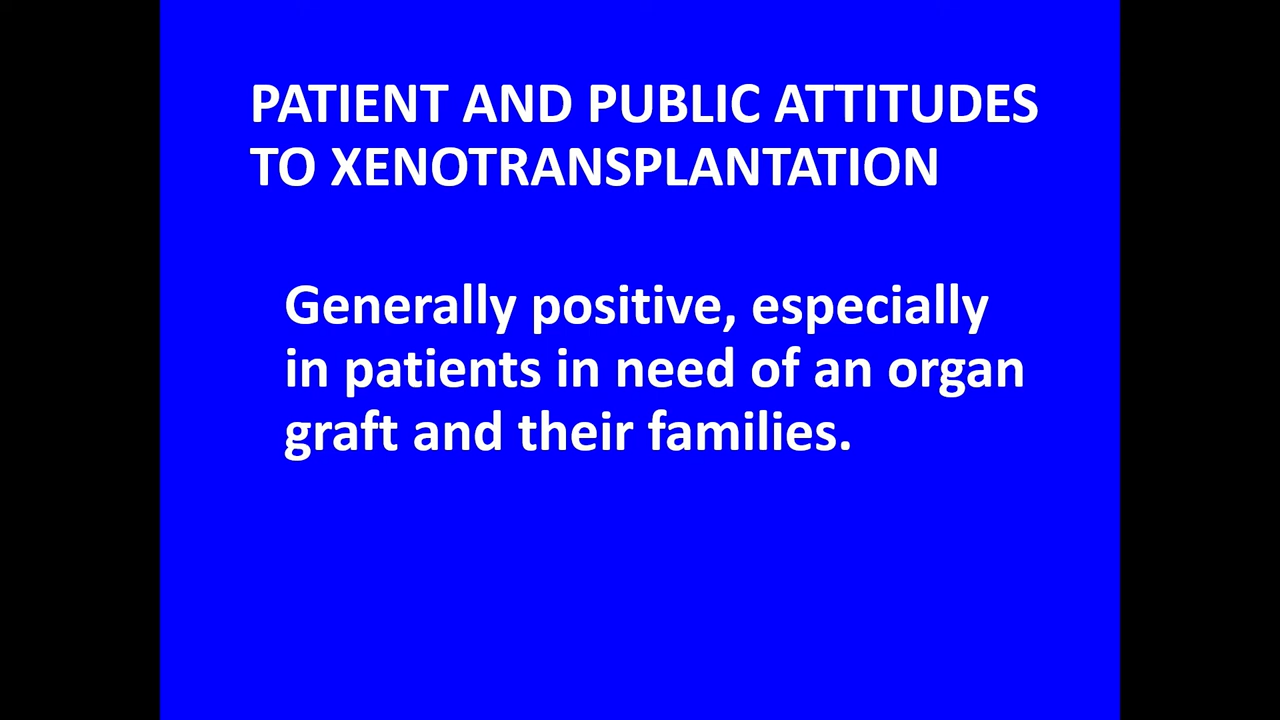 PATIENT AND PUBLIC ATTITUDES
TO XENOTRANSPLANTATION
Generally positive, especially
in patients in need of an organ
graft and their families.